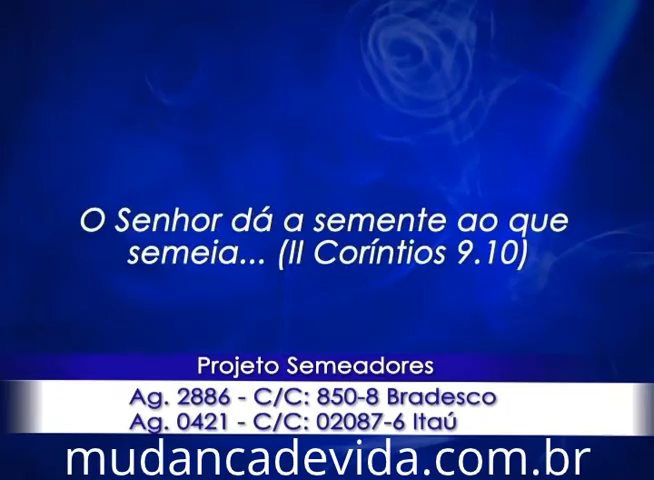 O Senhor dá a semente ao que
semeia... (II Coríntios 9.10)
Projeto Semeadores
Ag. 2886 - C/C: 850-8 Bradesco
Ag. 0421 - C/C: 02087-6 Itaú
mudancadevida.com.br